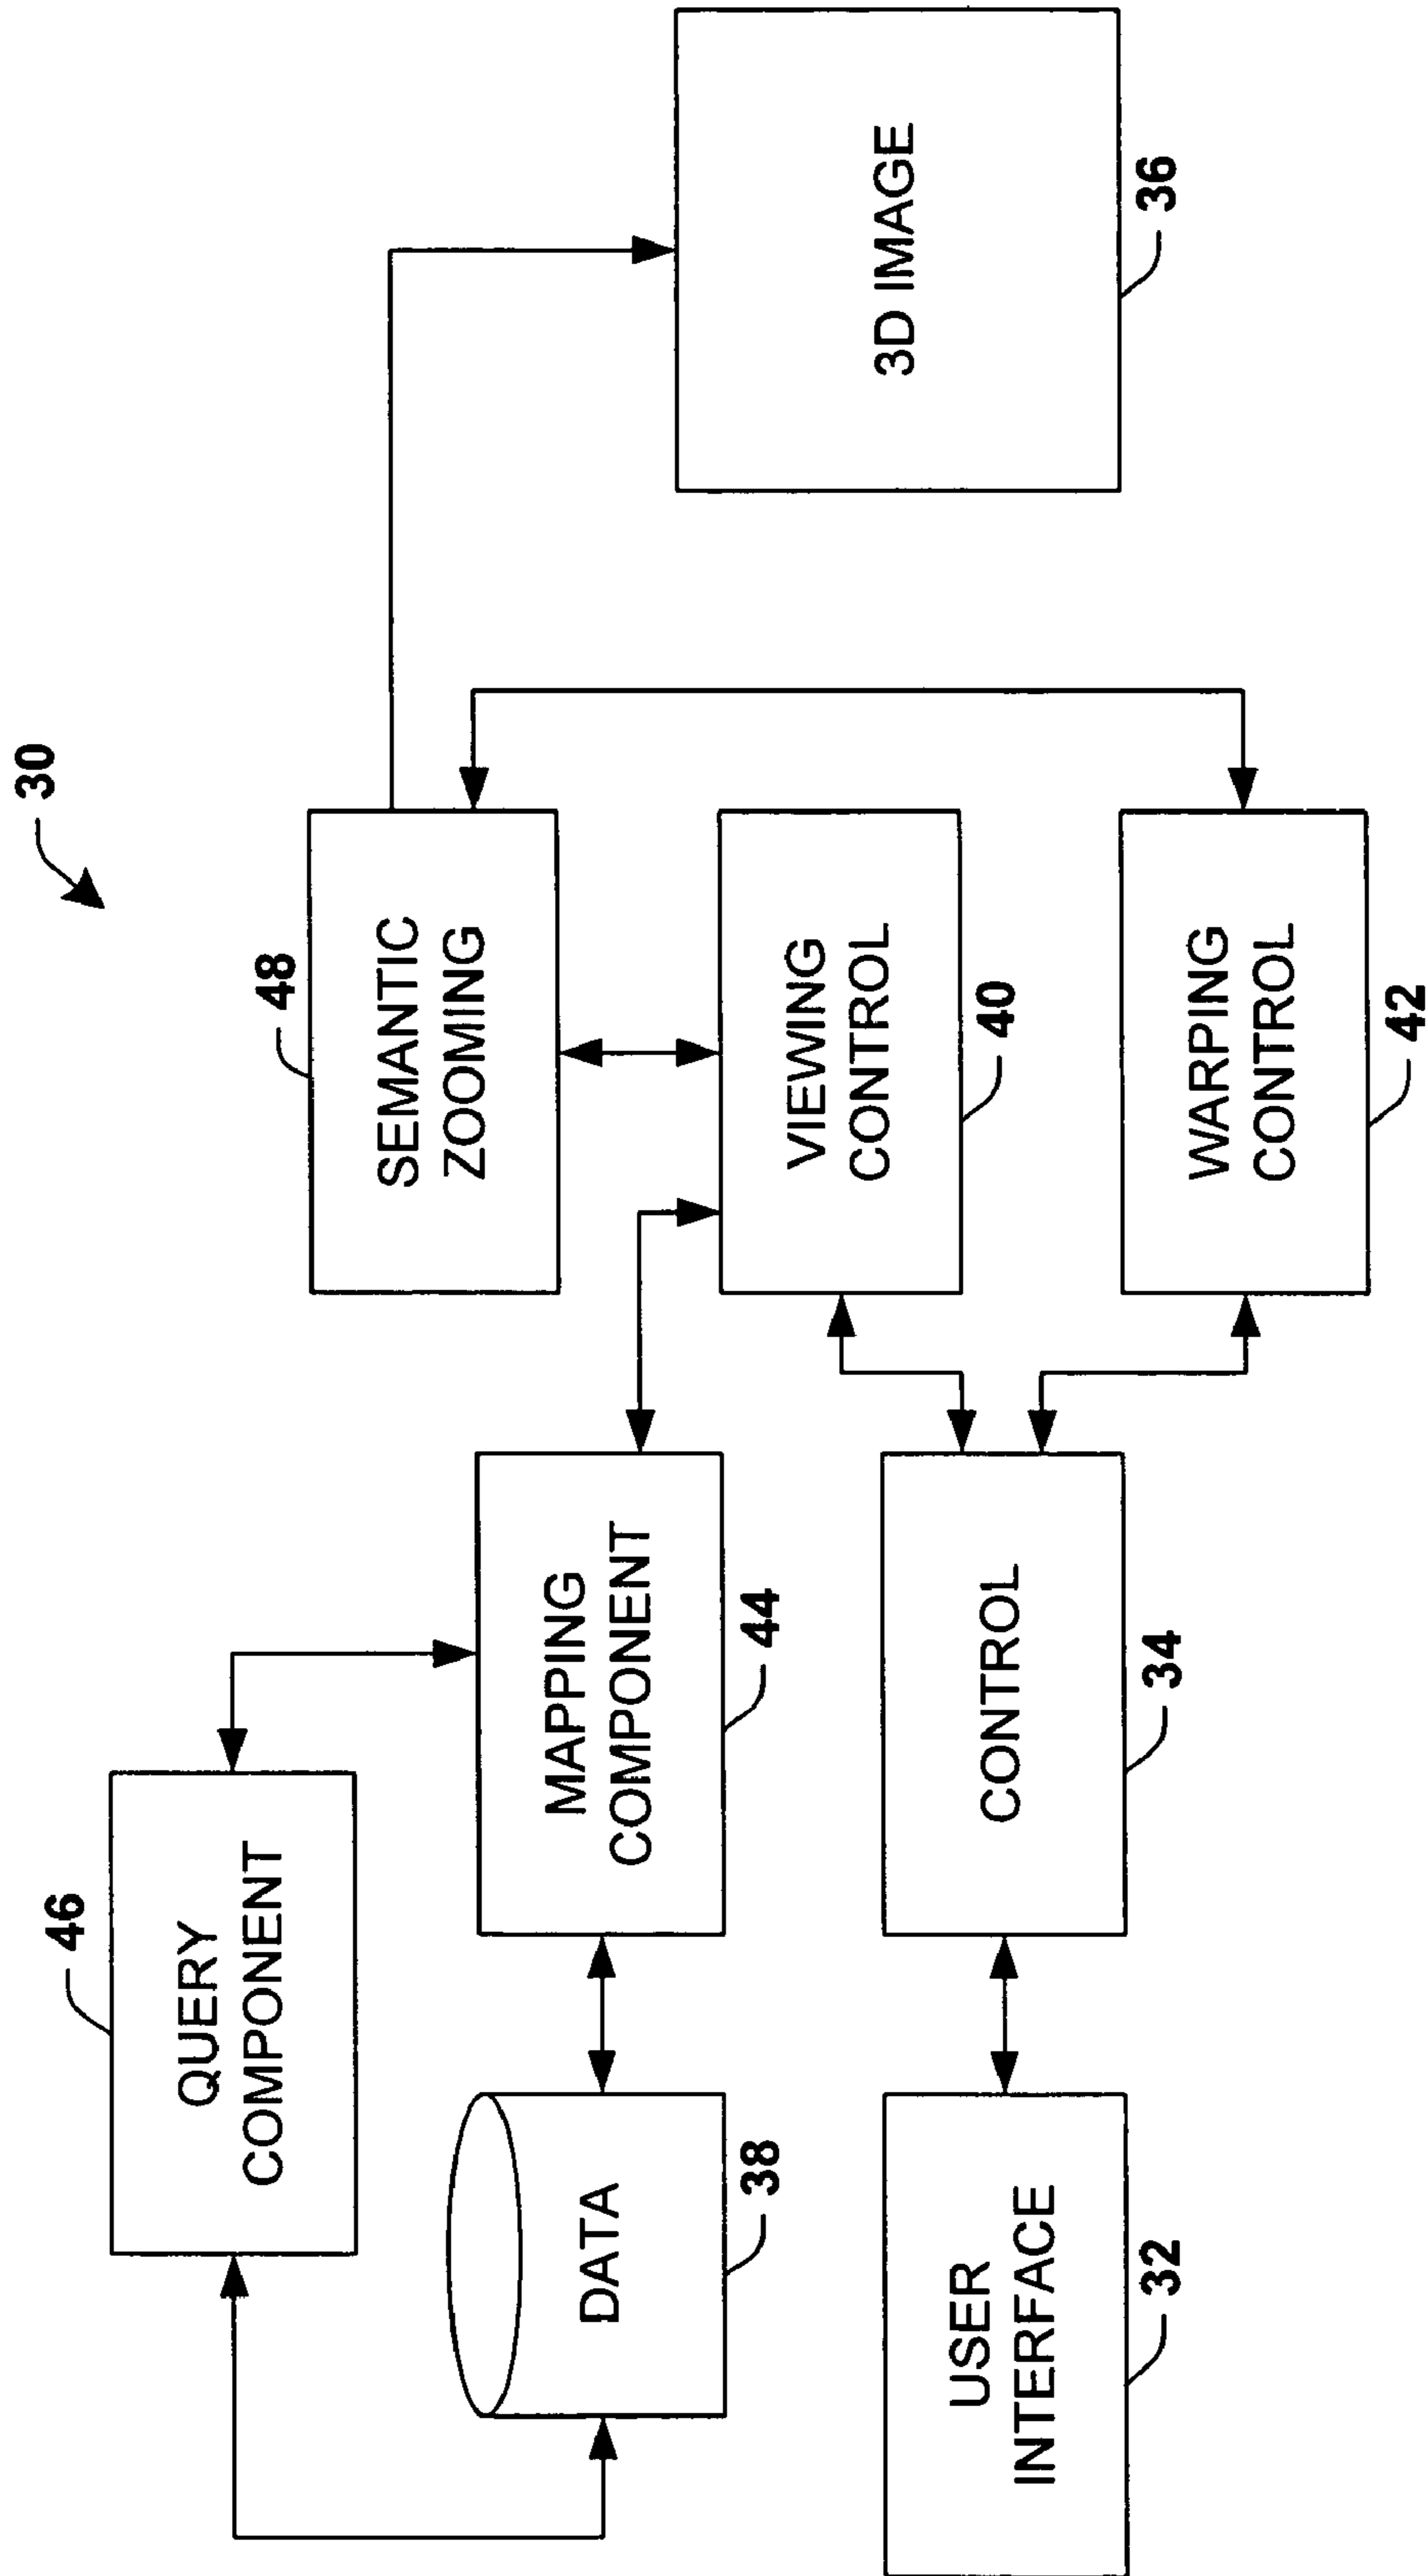 30
46
QUERY
COMPONENT
48
SEMANTIC
ZOOMING
DATA
38
MAPPING
COMPONENT
44
VIEWING
CONTROL
40
3D IMAGE
36
USER
INTERFACE
32
CONTROL
34
WARPING
CONTROL
42